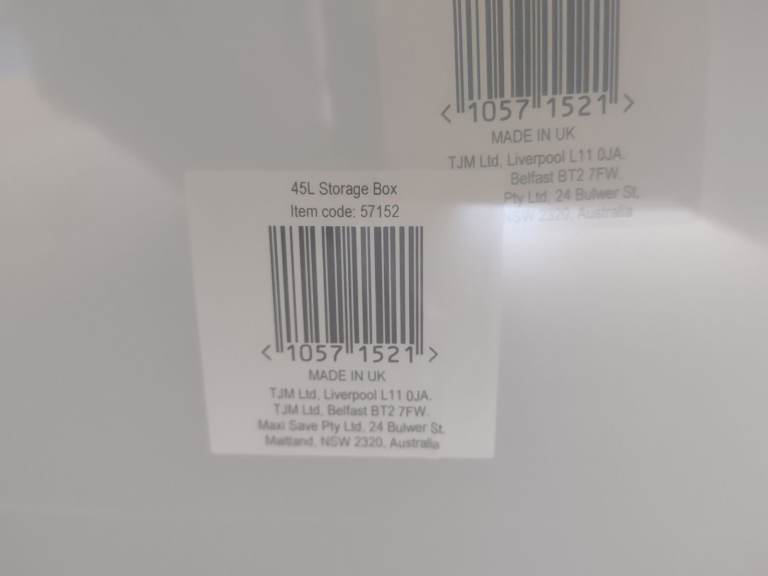 <1057 1521>
MADE IN UK
TJM Ltd, Liverpool L11 0JA.
Belfast BT2 7FW.
Pty Ltd, 24 Bulwer St,
NSW 2320, Australia
45L Storage Box
Item code: 57152
<1057 1521>
MADE IN UK
TJM Ltd, Liverpool L11 0JA.
TJM Ltd, Belfast BT2 7FW.
Maxi Save Pty Ltd, 24 Bulwer St,
Maitland, NSW 2320, Australia